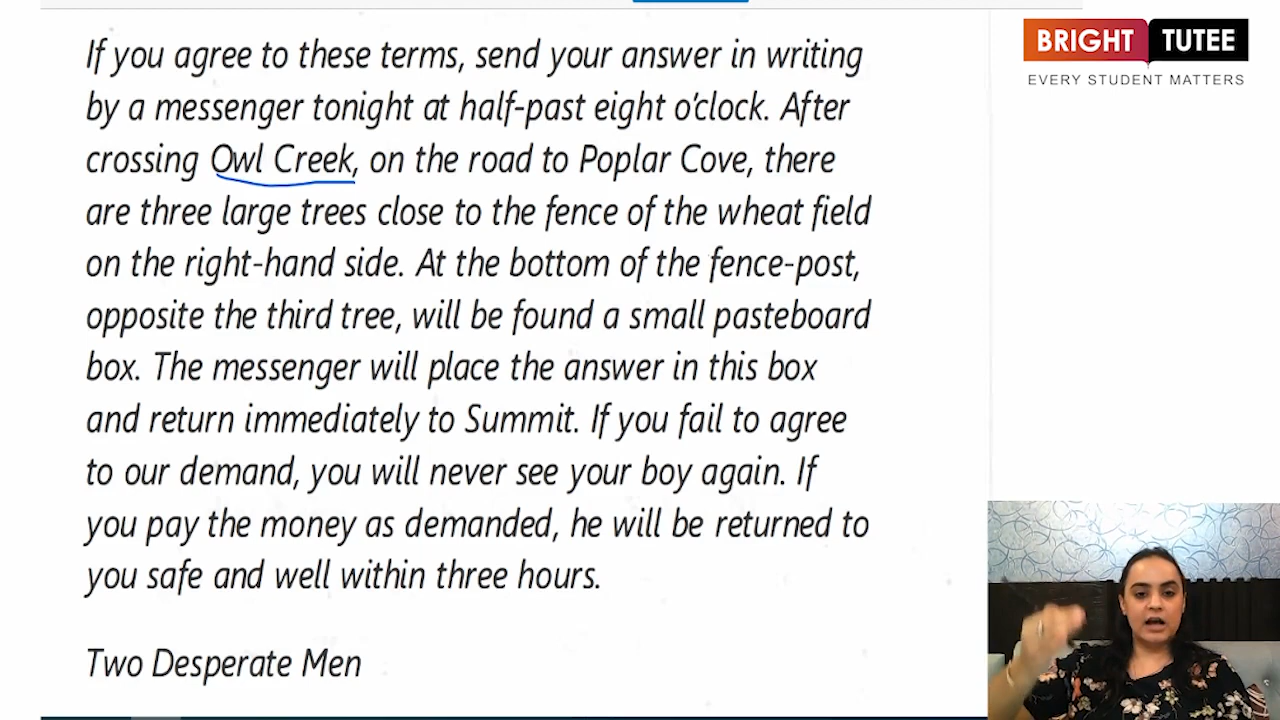 If you agree to these terms, send your answer in writing
by a messenger tonight at half-past eight o'clock. After
crossing Owl Creek, on the road to Poplar Cove, there
are three large trees close to the fence of the wheat field
on the right-hand side. At the bottom of the fence-post,
opposite the third tree, will be found a small pasteboard
box. The messenger will place the answer in this box
and return immediately to Summit. If you fail to agree
to our demand, you will never see your boy again. If
you pay the money as demanded, he will be returned to
you safe and well within three hours.
Two Desperate Men
BRIGHT TUTEE
EVERY STUDENT MATTERS